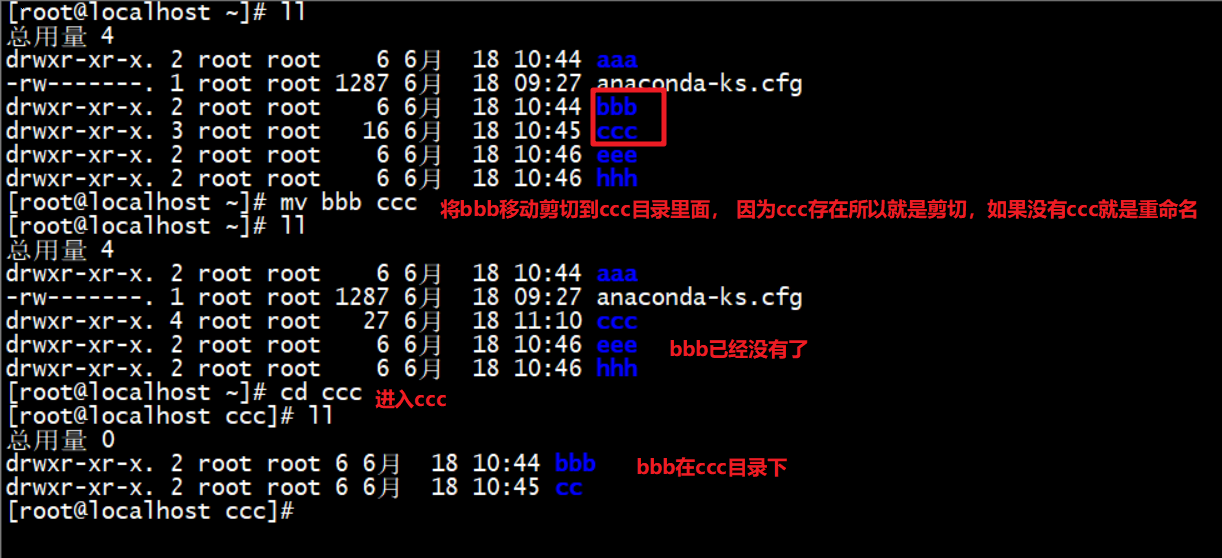 [root@localhost ~]# ll
总用量 4
drwxr-xr-x. 2 root root    6 6月  18 10:44 aaa
-rw-------. 1 root root 1287 6月  18 09:27 anaconda-ks.cfg
drwxr-xr-x. 2 root root    6 6月  18 10:44 bbb
drwxr-xr-x. 3 root root   16 6月  18 10:45 ccc
drwxr-xr-x. 2 root root    6 6月  18 10:46 eee
drwxr-xr-x. 2 root root    6 6月  18 10:46 hhh
[root@localhost ~]# mv bbb ccc 将bbb移动剪切到ccc目录里面， 因为ccc存在所以就是剪切，如果没有ccc就是重命名
[root@localhost ~]# ll
总用量 4
drwxr-xr-x. 2 root root    6 6月  18 10:44 aaa
-rw-------. 1 root root 1287 6月  18 09:27 anaconda-ks.cfg
drwxr-xr-x. 4 root root   27 6月  18 11:10 ccc
drwxr-xr-x. 2 root root    6 6月  18 10:46 eee bbb已经没有了
drwxr-xr-x. 2 root root    6 6月  18 10:46 hhh
[root@localhost ~]# cd ccc 进入ccc
[root@localhost ccc]# ll
总用量 0
drwxr-xr-x. 2 root root 6 6月  18 10:44 bbb bbb在ccc目录下
drwxr-xr-x. 2 root root 6 6月  18 10:45 cc
[root@localhost ccc]#